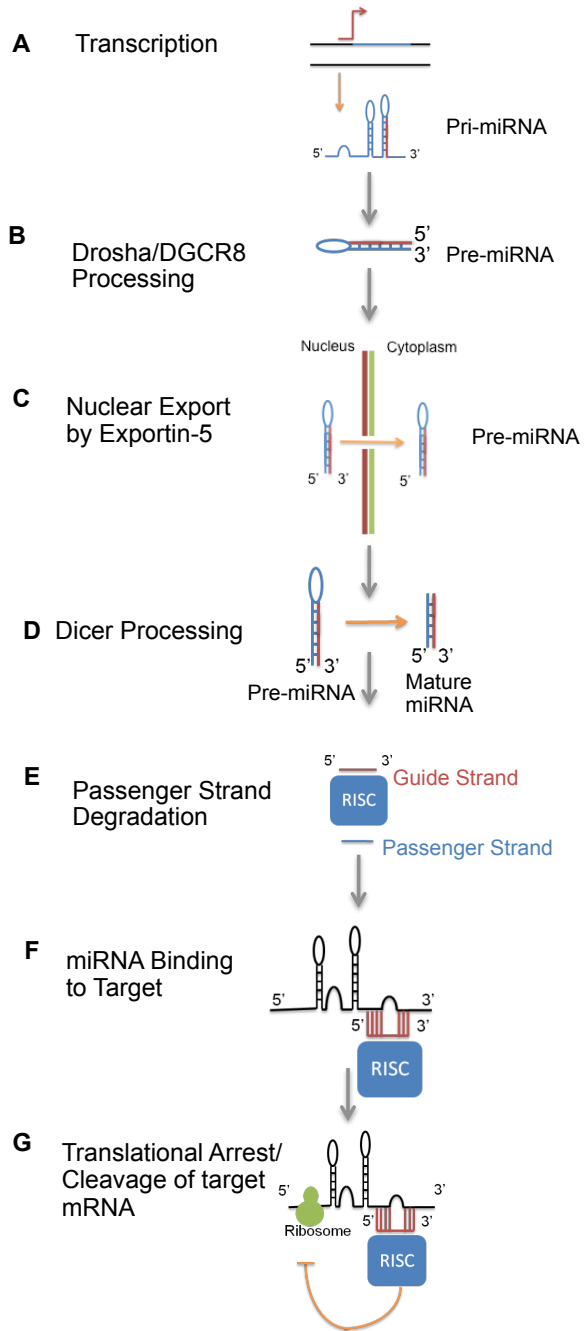 A
Transcription
Pri-miRNA
5’
3’
B
Drosha/DGCR8
Processing
5’
3’
Pre-miRNA
Nucleus
Cytoplasm
C
Nuclear Export
by Exportin-5
Pre-miRNA
5’
3’
5’
D
Dicer Processing
5’
3’
Pre-miRNA
5’
3’
Mature
miRNA
E
Passenger Strand
Degradation
5’
3’
Guide Strand
RISC
Passenger Strand
F
miRNA Binding
to Target
5’
3’
5’
3’
RISC
G
Translational Arrest/
Cleavage of target
mRNA
5’
3’
Ribosome
5’
3’
RISC